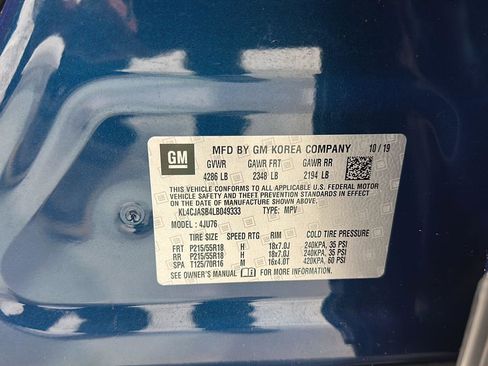 GM
MFD BY GM KOREA COMPANY 10/19
GVWR GAWR FRT GAWR RR
4286 LB 2348 LB 2194 LB
THIS VEHICLE CONFORMS TO ALL APPLICABLE U.S. FEDERAL MOTOR
VEHICLE SAFETY AND THEFT PREVENTION STANDARDS IN EFFECT ON THE
DATE OF MANUFACTURE SHOWN ABOVE.
KL4CJASB4LB049333 TYPE: MPV
MODEL : 4JU76
TIRE SIZE SPEED RTG RIM COLD TIRE PRESSURE
FRT P215/55R18 H 18x7.0J 240KPA, 35 PSI
RR P215/55R18 H 18x7.0J 240KPA, 35 PSI
SPA T125/70R16 M 16x4.0T 420KPA, 60 PSI
SEE OWNER'S MANUAL FOR MORE INFORMATION.